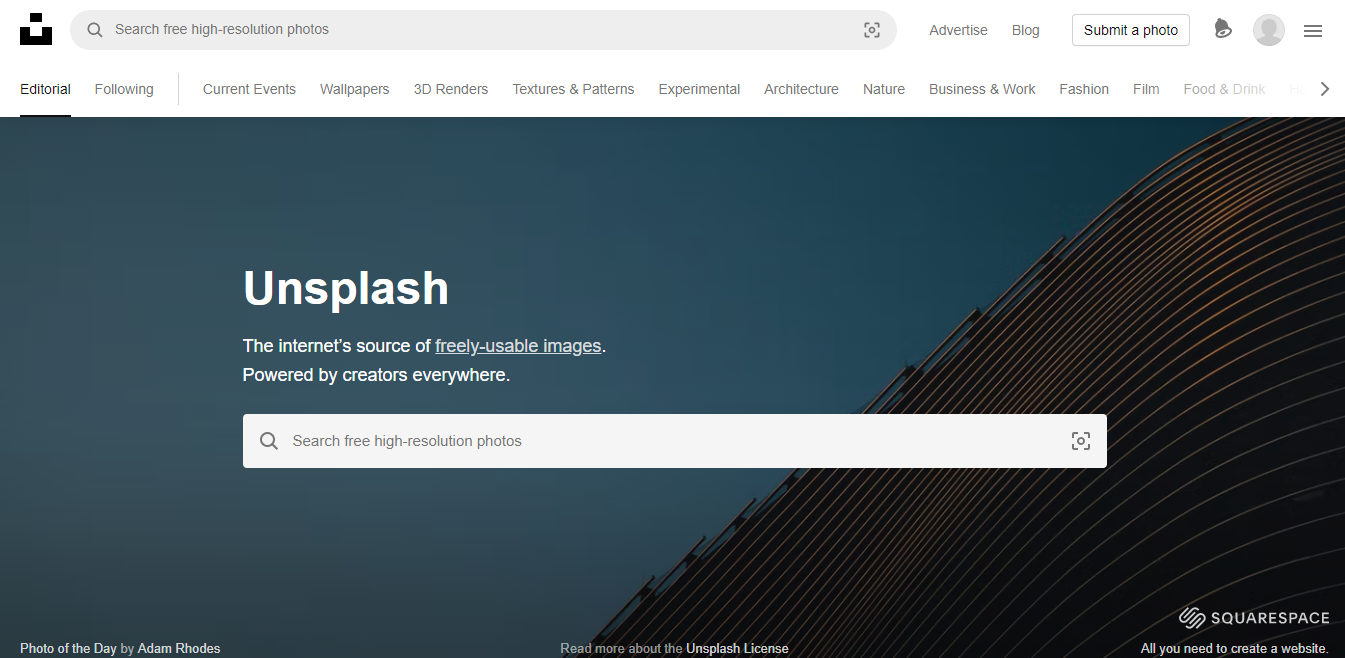 Search free high-resolution photos
Advertise
Blog
Submit a photo
Editorial
Following
Current Events
Wallpapers
3D Renders
Textures & Patterns
Experimental
Architecture
Nature
Business & Work
Fashion
Film
Food & Drink
Unsplash
The internet's source of freely-usable images.
Powered by creators everywhere.
Search free high-resolution photos
SQUARESPACE
Photo of the Day by Adam Rhodes
Read more about the Unsplash License
All you need to create a website.